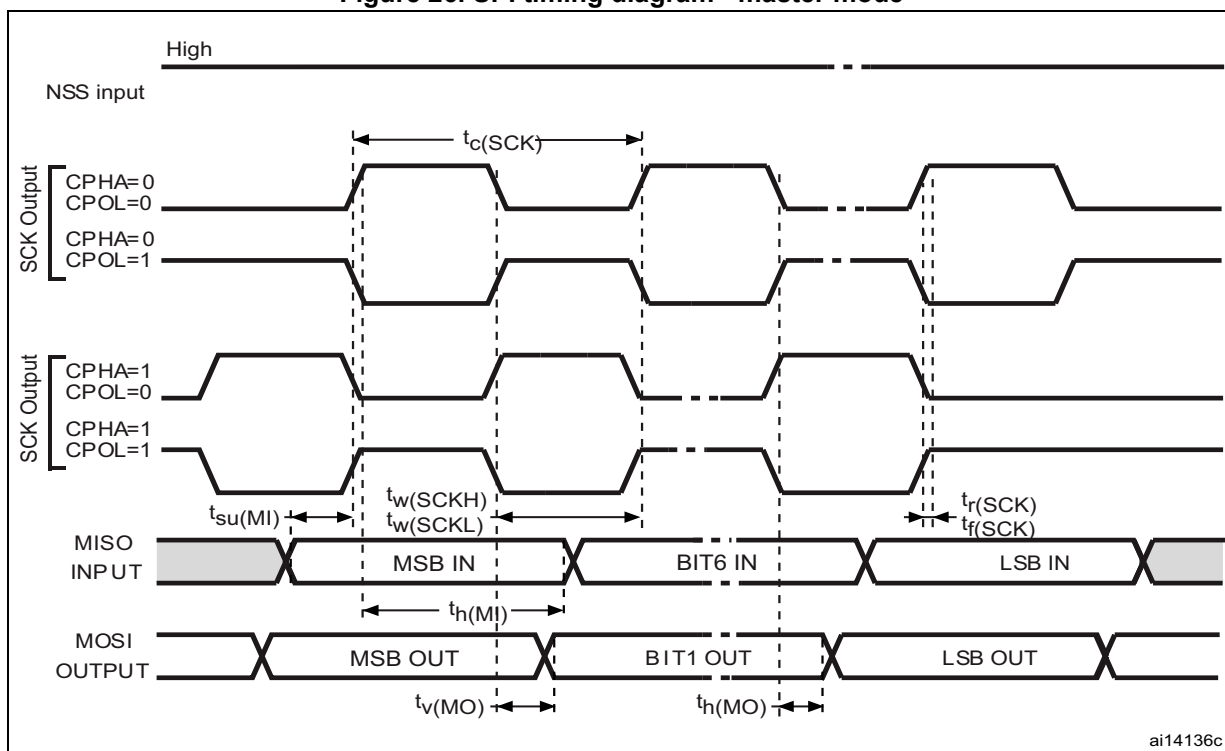 High
NSS input
tc(SCK)
SCK Output
CPHA=0
CPOL=0
CPHA=0
CPOL=1
SCK Output
CPHA=1
CPOL=0
CPHA=1
CPOL=1
tsu(MI)
tw(SCKH)
tw(SCKL)
tr(SCK)
tf(SCK)
MISO
INPUT
MSB IN
BIT6 IN
LSB IN
th(MI)
MOSI
OUTPUT
MSB OUT
BIT1 OUT
LSB OUT
tv(MO)
th(MO)
ai14136c